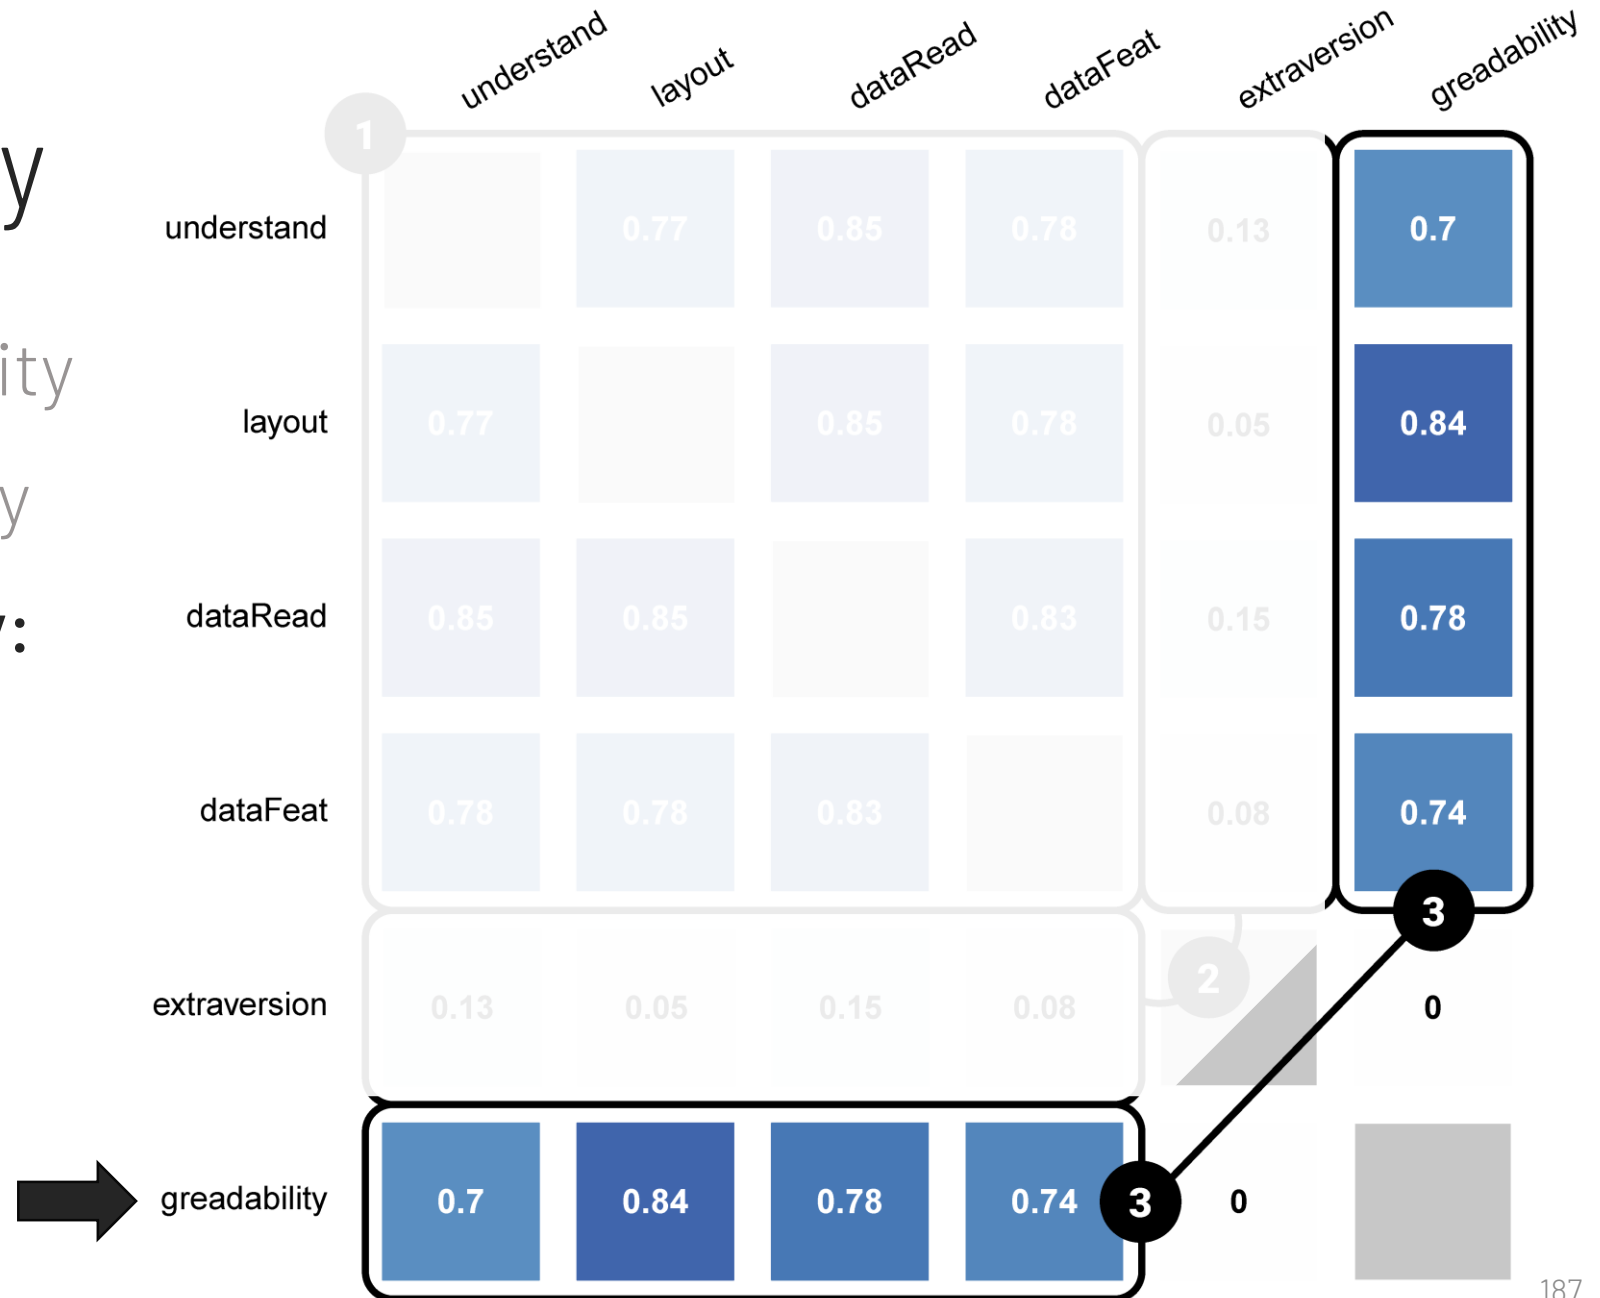 understand layout dataRead dataFeat extraversion greadability
1
y
understand 0.77 0.85 0.78 0.13 0.7
ity
layout 0.77 0.85 0.78 0.05 0.84
y
dataRead 0.85 0.85 0.83 0.15 0.78
:
dataFeat 0.78 0.78 0.83 0.08 0.74
3
2
extraversion 0.13 0.05 0.15 0.08 0
greadability 0.7 0.84 0.78 0.74 3 0
187